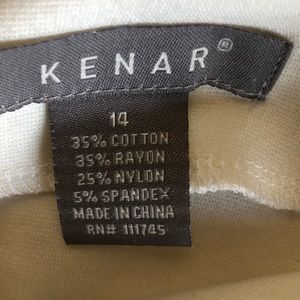 KENAR®
14
35% COTTON
35% RAYON
25% NYLON
5% SPANDEX
MADE IN CHINA
RN# 111745